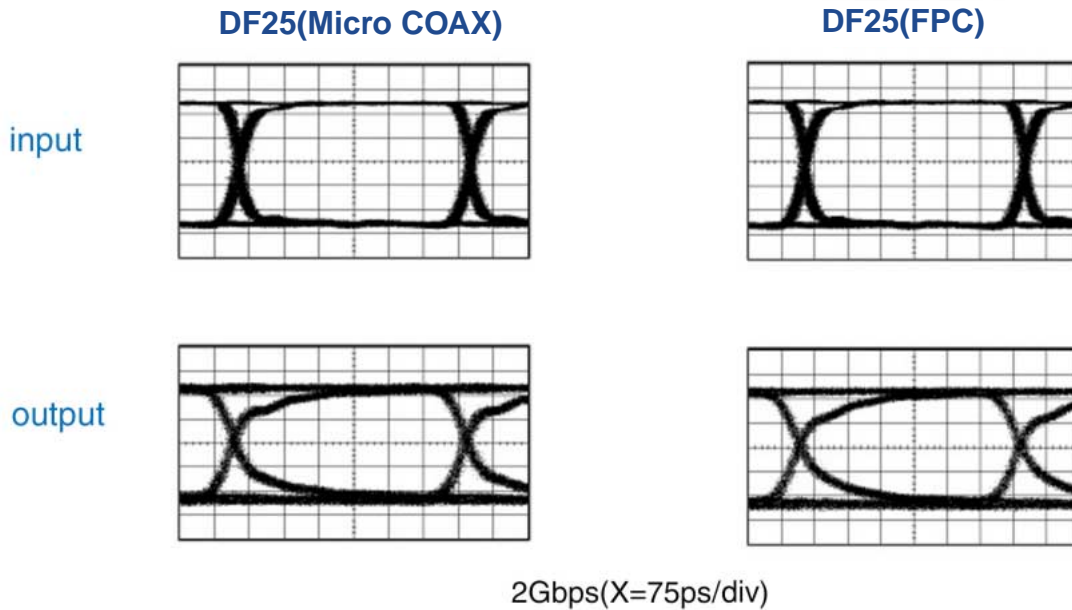 DF25(Micro COAX)
DF25(FPC)
input
output
2Gbps(X=75ps/div)